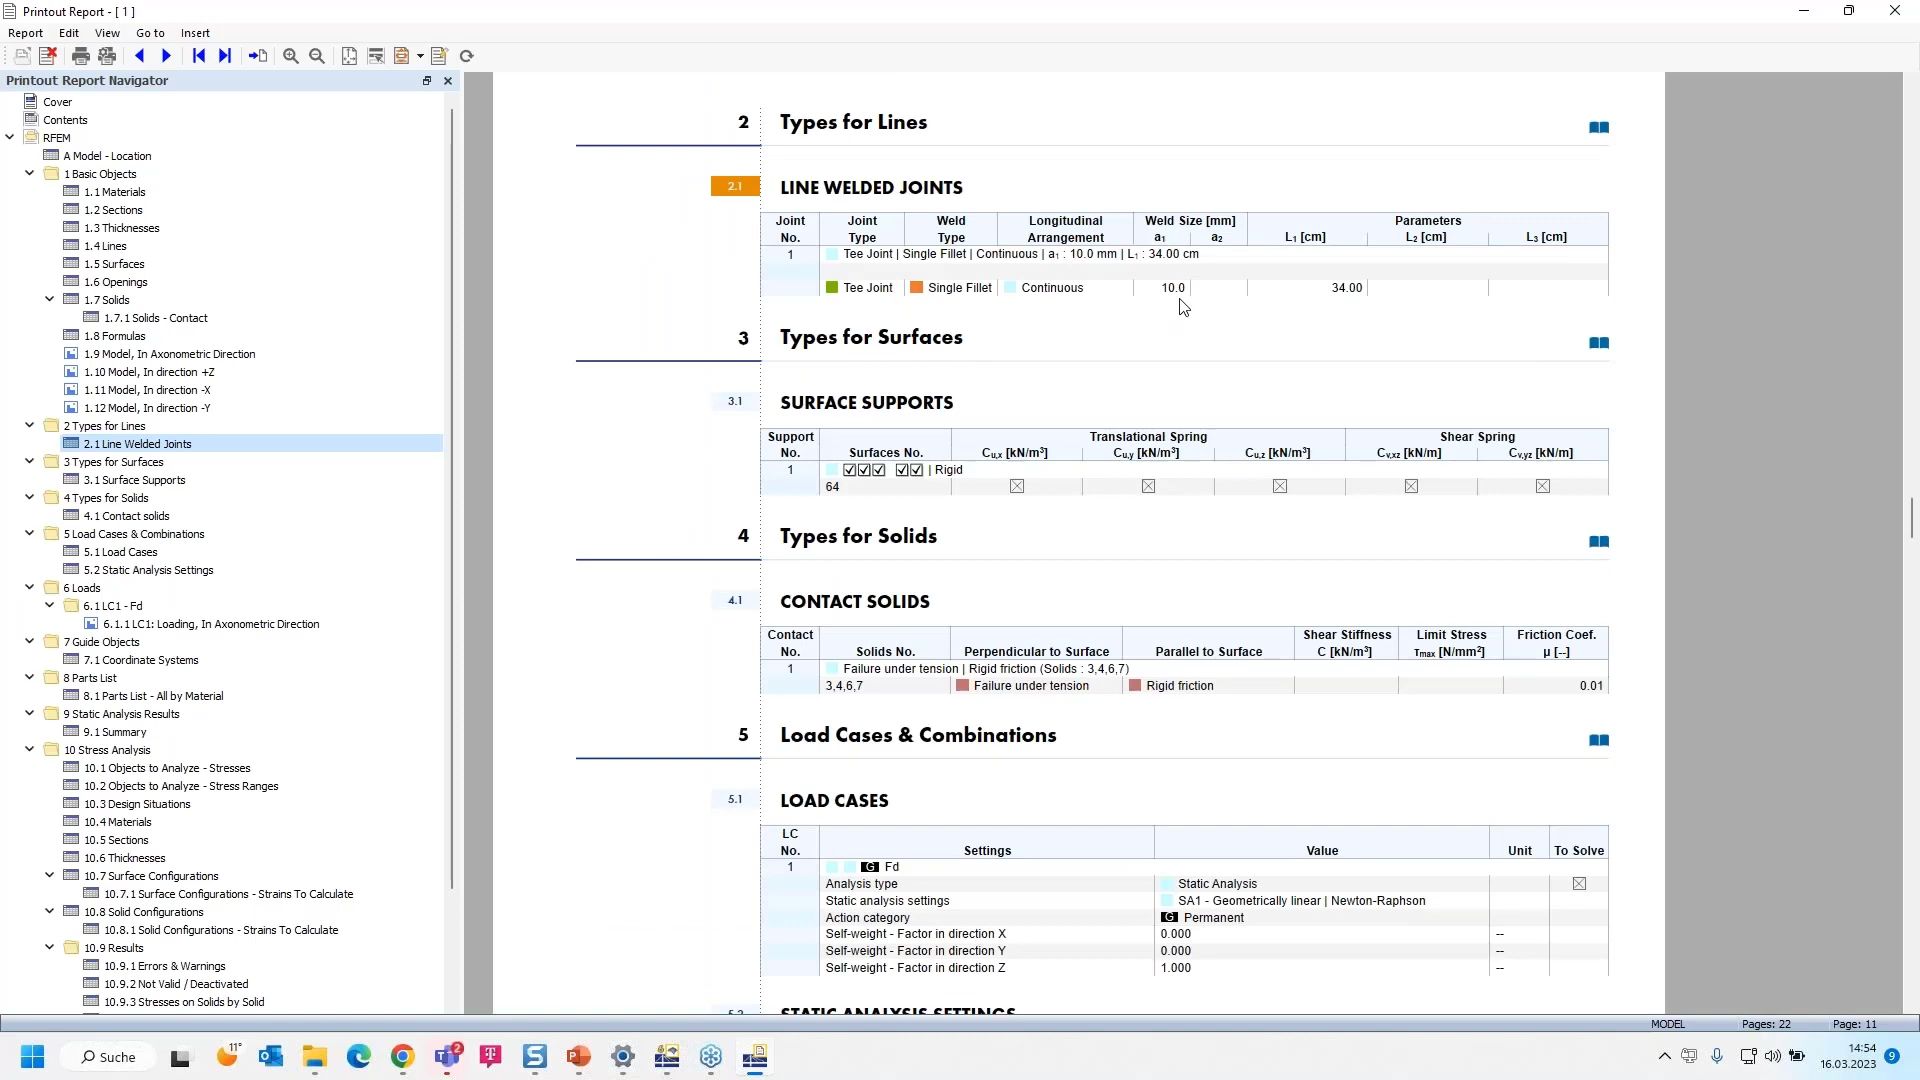 Printout Report - [ 1 ]
Report Edit View Go to Insert
Printout Report Navigator
Cover
Contents
RFEM
A Model - Location
1 Basic Objects
1.1 Materials
1.2 Sections
1.3 Thicknesses
1.4 Lines
1.5 Surfaces
1.6 Openings
1.7 Solids
1.7.1 Solids - Contact
1.8 Formulas
1.9 Model, In Axonometric Direction
1.10 Model, In direction +Z
1.11 Model, In direction -X
1.12 Model, In direction -Y
2 Types for Lines
2.1 Line Welded Joints
3 Types for Surfaces
3.1 Surface Supports
4 Types for Solids
4.1 Contact solids
5 Load Cases & Combinations
5.1 Load Cases
5.2 Static Analysis Settings
6 Loads
6.1 LC1 - Fd
6.1.1 LC1: Loading, In Axonometric Direction
7 Guide Objects
7.1 Coordinate Systems
8 Parts List
8.1 Parts List - All by Material
9 Static Analysis Results
9.1 Summary
10 Stress Analysis
10.1 Objects to Analyze - Stresses
10.2 Objects to Analyze - Stress Ranges
10.3 Design Situations
10.4 Materials
10.5 Sections
10.6 Thicknesses
10.7 Surface Configurations
10.7.1 Surface Configurations - Strains To Calculate
10.8 Solid Configurations
10.8.1 Solid Configurations - Strains To Calculate
10.9 Results
10.9.1 Errors & Warnings
10.9.2 Not Valid / Deactivated
10.9.3 Stresses on Solids by Solid
2 Types for Lines
2.1 LINE WELDED JOINTS
Joint Joint Weld Longitudinal Weld Size [mm] Parameters
No. Type Type Arrangement a₁ a₂ L₁ [cm] L₂ [cm] L₃ [cm]
1 Tee Joint | Single Fillet | Continuous | a₁ : 10.0 mm | L₁ : 34.00 cm
Tee Joint Single Fillet Continuous 10.0 34.00
3 Types for Surfaces
3.1 SURFACE SUPPORTS
Support Translational Spring Shear Spring
No. Surfaces No. Cu,x [kN/m³] Cu,y [kN/m³] Cu,z [kN/m³] Cv,xz [kN/m] Cv,yz [kN/m]
1 | Rigid
64
4 Types for Solids
4.1 CONTACT SOLIDS
Contact Shear Stiffness Limit Stress Friction Coef.
No. Solids No. Perpendicular to Surface Parallel to Surface C [kN/m³] τmax [N/mm²] μ [--]
1 Failure under tension | Rigid friction (Solids : 3,4,6,7)
3,4,6,7 Failure under tension Rigid friction 0.01
5 Load Cases & Combinations
5.1 LOAD CASES
LC
No. Settings Value Unit To Solve
1 G Fd
Analysis type Static Analysis
Static analysis settings SA1 - Geometrically linear | Newton-Raphson
Action category G Permanent
Self-weight - Factor in direction X 0.000 --
Self-weight - Factor in direction Y 0.000 --
Self-weight - Factor in direction Z 1.000 --
5.2 STATIC ANALYSIS SETTINGS
MODEL Pages: 22 Page: 11
11°
Suche
2
14:54
16.03.2023
9